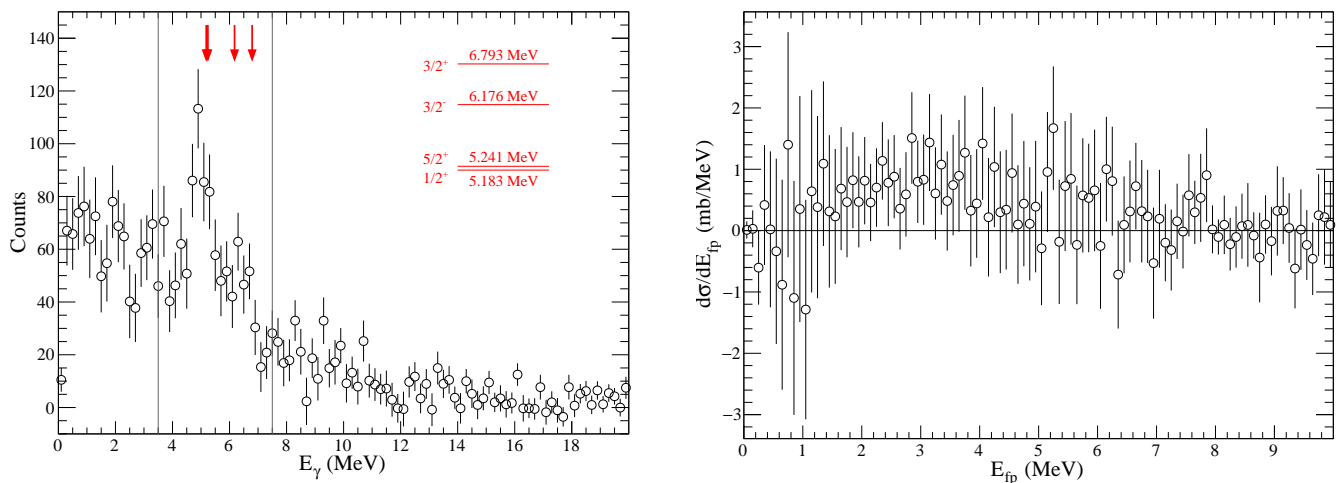 Counts
140
120
100
80
60
40
20
0
3/2+ 6.793 MeV
3/2- 6.176 MeV
5/2+ 5.241 MeV
1/2+ 5.183 MeV
0 2 4 6 8 10 12 14 16 18
Eγ (MeV)
dσ/dEfp (mb/MeV)
3
2
1
0
−1
−2
−3
0 1 2 3 4 5 6 7 8 9
Efp (MeV)